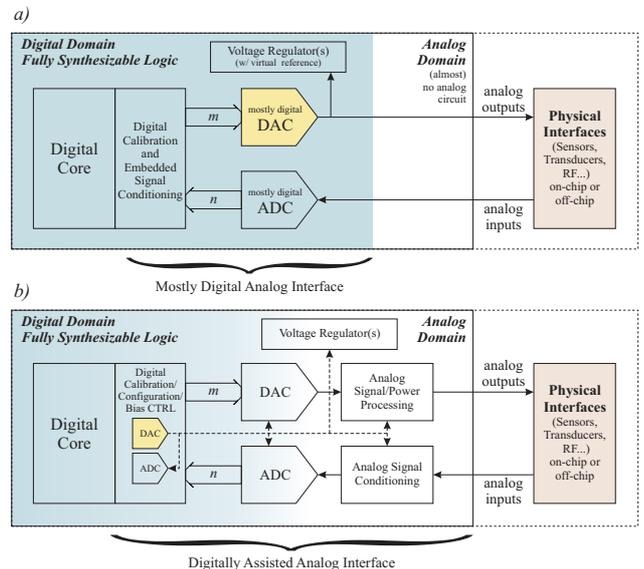 a)
Digital Domain
Fully Synthesizable Logic
Voltage Regulator(s)
(w/ virtual reference)
Analog
Domain
(almost)
no analog
circuit
analog
outputs
Digital
Core
Digital
Calibration
and
Embedded
Signal
Conditioning
m
mostly digital
DAC
n
mostly digital
ADC
Physical
Interfaces
(Sensors,
Transducers,
RF...)
on-chip or
off-chip
analog
inputs
Mostly Digital Analog Interface
b)
Digital Domain
Fully Synthesizable Logic
Voltage Regulator(s)
Analog
Domain
Digital
Core
Digital
Calibration/
Configuration/
Bias CTRL
DAC
ADC
m
DAC
Analog
Signal/Power
Processing
analog
outputs
n
ADC
Analog Signal
Conditioning
analog
inputs
Physical
Interfaces
(Sensors,
Transducers,
RF...)
on-chip or
off-chip
Digitally Assisted Analog Interface